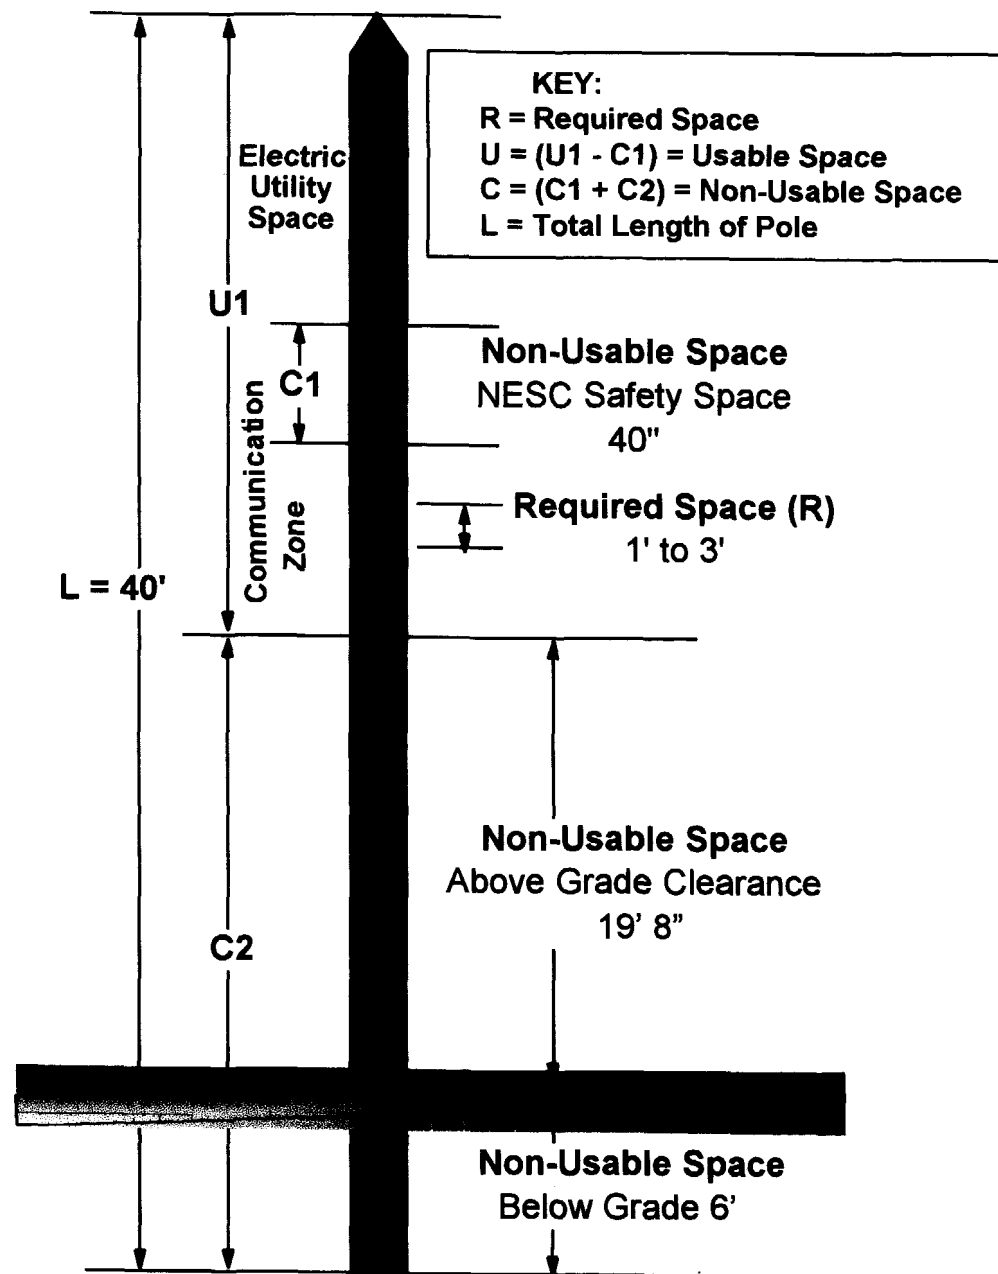 KEY:
R = Required Space
U = (U1 - C1) = Usable Space
C = (C1 + C2) = Non-Usable Space
L = Total Length of Pole
Electric
Utility
Space
U1
C1
Non-Usable Space
NESC Safety Space
40"
Communication
Zone
Required Space (R)
1' to 3'
L = 40'
Non-Usable Space
Above Grade Clearance
19’ 8”
C2
Non-Usable Space
Below Grade 6’